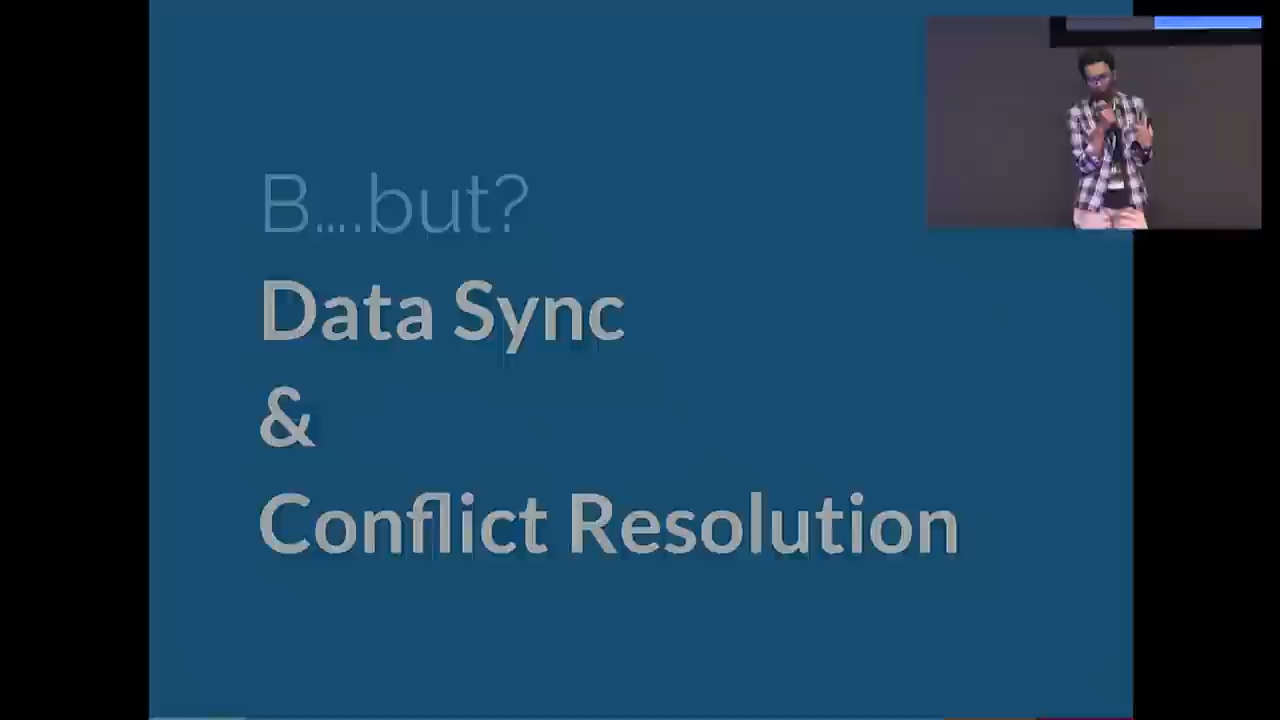 B....but?
Data Sync
&
Conflict Resolution